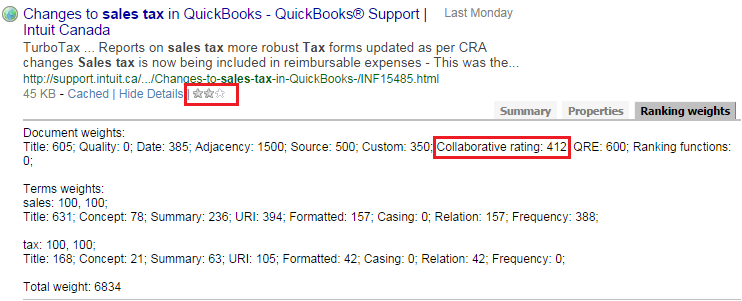 Changes to sales tax in QuickBooks - QuickBooks® Support | Last Monday
Intuit Canada
TurboTax ... Reports on sales tax more robust Tax forms updated as per CRA
changes Sales tax is now being included in reimbursable expenses - This was the...
http://support.intuit.ca/.../Changes-to-sales-tax-in-QuickBooks-/INF15485.html
45 KB - Cached | Hide Details |
Summary Properties Ranking weights
Document weights:
Title: 605; Quality: 0; Date: 385; Adjacency: 1500; Source: 500; Custom: 350; Collaborative rating: 412; QRE: 600; Ranking functions:
0;
Terms weights:
sales: 100, 100;
Title: 631; Concept: 78; Summary: 236; URI: 394; Formatted: 157; Casing: 0; Relation: 157; Frequency: 388;
tax: 100, 100;
Title: 168; Concept: 21; Summary: 63; URI: 105; Formatted: 42; Casing: 0; Relation: 42; Frequency: 0;
Total weight: 6834